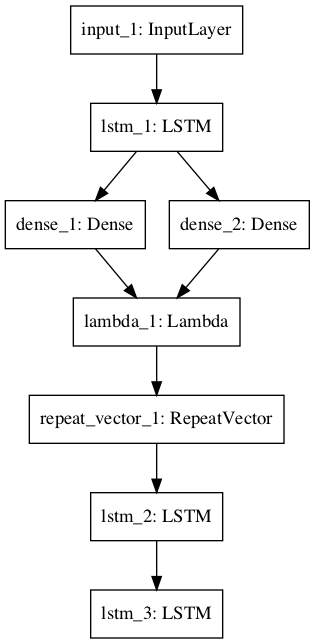 input_1: InputLayer
lstm_1: LSTM
dense_1: Dense
dense_2: Dense
lambda_1: Lambda
repeat_vector_1: RepeatVector
lstm_2: LSTM
lstm_3: LSTM